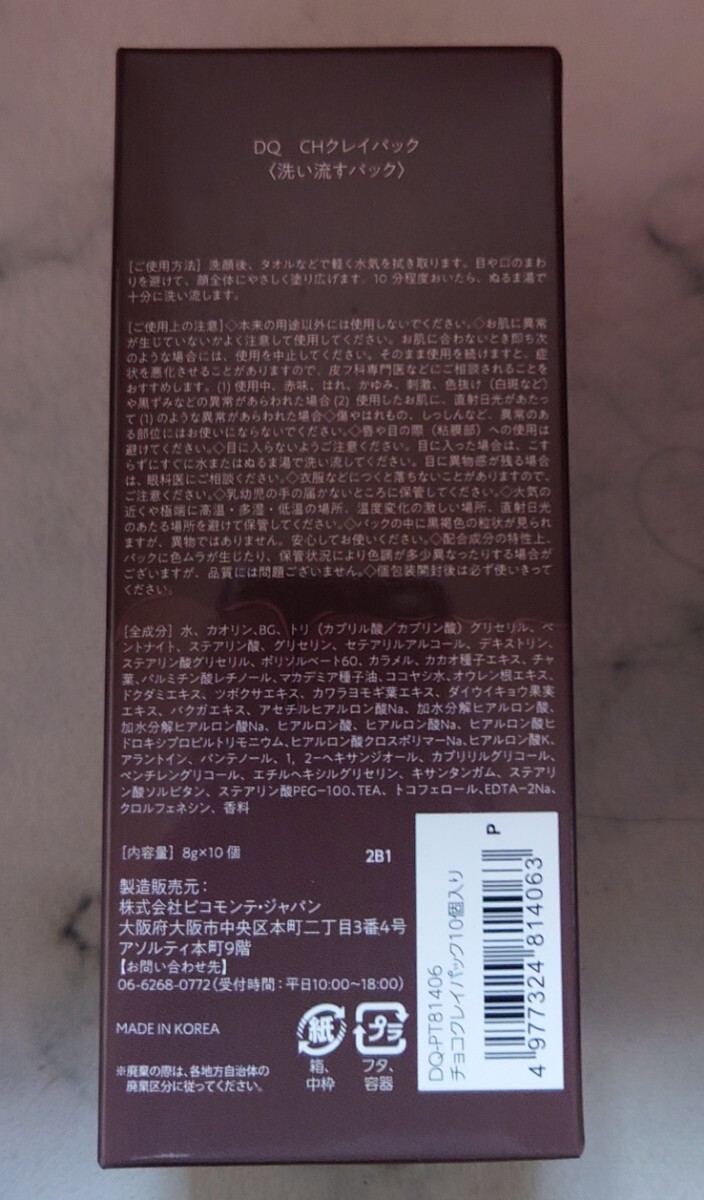 DQ CHクレイパック
〈洗い流すパック〉
[ご使用方法] 洗顔後、タオルなどで軽く水気を拭き取ります。目や口のまわ
りを避けて、顔全体にやさしく塗り広げます。10分程度おいたら、ぬるま湯で
十分に洗い流します。
[ご使用上の注意]◇本来の用途以外には使用しないでください。◇お肌に異常
が生じていないかよく注意して使用してください。お肌に合わないとき即ち次
のような場合には、使用を中止してください。そのまま使用を続けますと、症
状を悪化させることがありますので、皮フ科専門医などにご相談されることを
おすすめします。(1) 使用中、赤味、はれ、かゆみ、刺激、色抜け(白斑など)
や黒ずみなどの異常があらわれた場合(2) 使用したお肌に、直射日光があたっ
て(1)のような異常があらわれた場合◇傷やはれもの、しっしんなど、異常のあ
る部位にはお使いにならないでください。◇唇や目の際(粘膜部)への使用は
避けてください。◇目に入らないようご注意ください。目に入った場合は、こす
らずにすぐに水またはぬるま湯で洗い流してください。目に異物感が残る場合
は、眼科医にご相談ください。◇衣服などにつくと落ちないことがありますので、
ご注意ください。◇乳幼児の手の届かないところに保管してください。◇火気の
近くや極端に高温・多湿・低温の場所、温度変化の激しい場所、直射日光
のあたる場所を避けて保管してください。◇パックの中に黒褐色の粒状が見られ
ますが、異物ではありません。安心してお使いください。◇配合成分の特性上、
パックに色ムラが生じたり、保管状況により色調が多少異なったりする場合が
ございますが、品質には問題ございません。◇個包装開封後は必ず使いきって
ください。
[全成分] 水、カオリン、BG、トリ(カプリル酸/カプリン酸)グリセリル、ベ
ントナイト、ステアリン酸、グリセリン、セテアリルアルコール、デキストリン、
ステアリン酸グリセリル、ポリソルベート60、カラメル、カカオ種子エキス、チャ
葉、パルミチン酸レチノール、マカデミア種子油、ココヤシ水、オウレン根エキス、
ドクダミエキス、ツボクサエキス、カワラヨモギ葉エキス、ダイウイキョウ果実
エキス、バクガエキス、アセチルヒアルロン酸Na、加水分解ヒアルロン酸、
加水分解ヒアルロン酸Na、ヒアルロン酸、ヒアルロン酸Na、ヒアルロン酸ヒ
ドロキシプロピルトリモニウム、ヒアルロン酸クロスポリマーNa、ヒアルロン酸K、
アラントイン、パンテノール、1, 2-ヘキサンジオール、カプリリルグリコール、
ペンチレングリコール、エチルヘキシルグリセリン、キサンタンガム、ステアリ
ン酸ソルビタン、ステアリン酸PEG-100、TEA、トコフェロール、EDTA-2Na、
クロルフェネシン、香料
[内容量] 8g×10個
2B1
製造販売元:
株式会社ピコモンテ・ジャパン
大阪府大阪市中央区本町二丁目3番4号
アソルティ本町9階
【お問い合わせ先】
06-6268-0772(受付時間:平日10:00~18:00)
MADE IN KOREA
紙
箱、
中枠
プラ
フタ、
容器
※廃棄の際は、各地方自治体の
廃棄区分に従ってください。
P
DQ-PT81406
チョコクレイパック10個入り
4 977324 814063